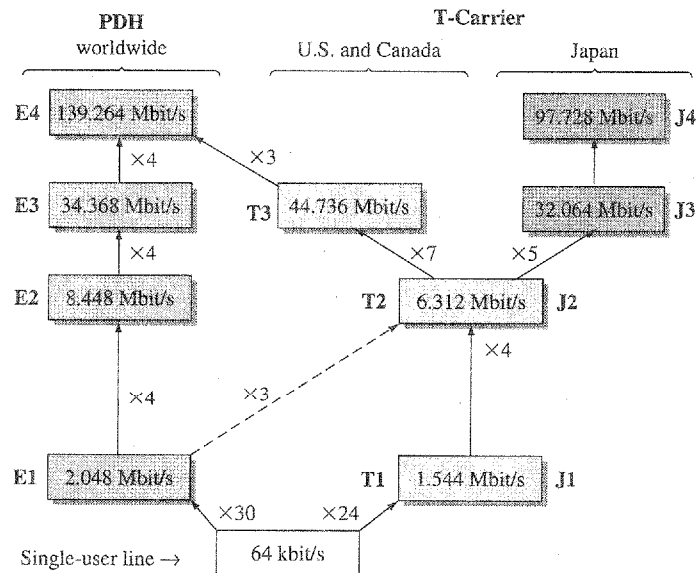 PDH
T-Carrier
worldwide
U.S. and Canada
Japan
E4 139.264 Mbit/s
97.728 Mbit/s J4
×4
×3
E3 34.368 Mbit/s
T3 44.736 Mbit/s
32.064 Mbit/s J3
×4
×7
×5
E2 8.448 Mbit/s
T2 6.312 Mbit/s J2
×4
×3
×4
E1 2.048 Mbit/s
T1 1.544 Mbit/s J1
×30
×24
Single-user line →
64 kbit/s